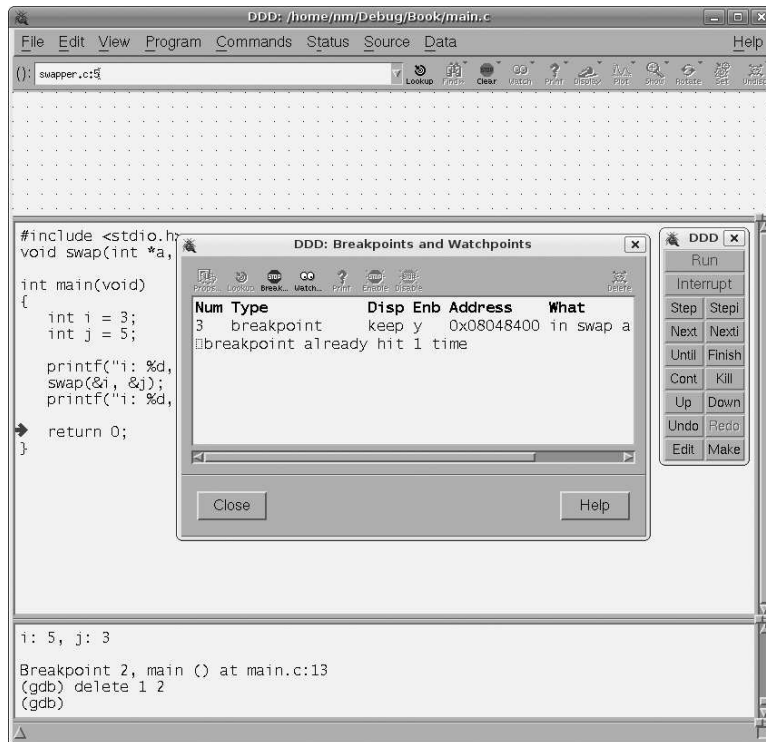 DDD: /home/nm/Debug/Book/main.c
File Edit View Program Commands Status Source Data Help
(): swapper.c:5
Lookup Find» Clear Watch Print Display Plot Show Rotate Set Undisp
#include <stdio.h>
void swap(int *a,
int main(void)
{
int i = 3;
int j = 5;
printf("i: %d,
swap(&i, &j);
printf("i: %d,
return 0;
}
DDD: Breakpoints and Watchpoints
Props... Lookup Break... Watch... Print Enable Disable Delete
Num Type Disp Enb Address What
3 breakpoint keep y 0x08048400 in swap a
breakpoint already hit 1 time
Close Help
DDD
Run
Interrupt
Step Stepi
Next Nexti
Until Finish
Cont Kill
Up Down
Undo Redo
Edit Make
i: 5, j: 3
Breakpoint 2, main () at main.c:13
(gdb) delete 1 2
(gdb)